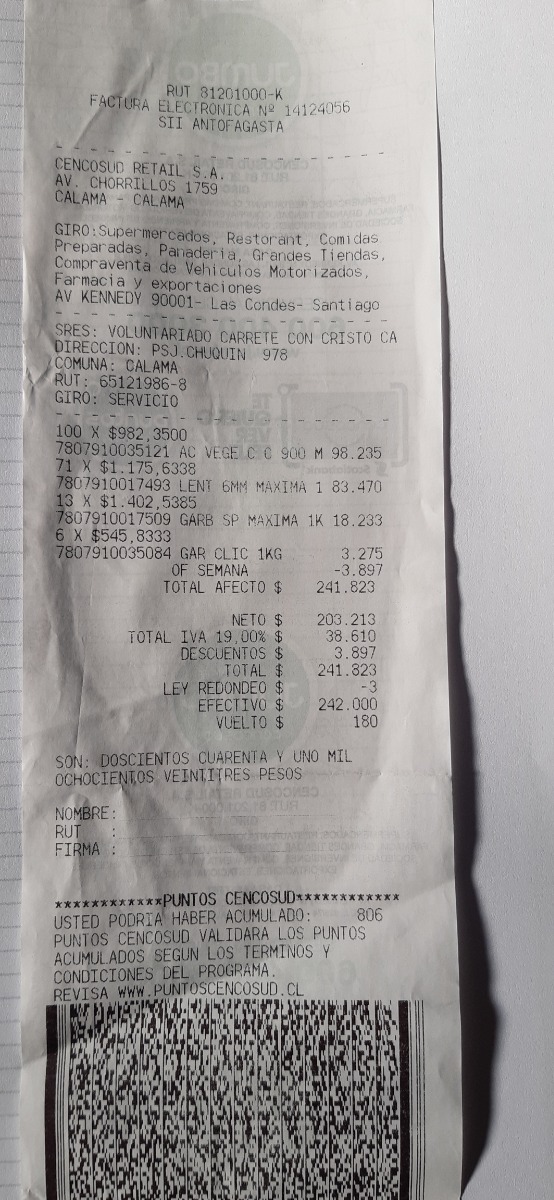 RUT 81201000-K
FACTURA ELECTRONICA Nº 14124056
SII ANTOFAGASTA
CENCOSUD RETAIL S.A.
AV. CHORRILLOS 1759
CALAMA - CALAMA
GIRO:Supermercados, Restorant, Comidas
Preparadas, Panaderia, Grandes Tiendas,
Compraventa de Vehiculos Motorizados,
Farmacia y exportaciones
AV KENNEDY 90001- Las Condes- Santiago
SRES: VOLUNTARIADO CARRETE CON CRISTO CA
DIRECCION: PSJ.CHUQUIN 978
COMUNA: CALAMA
RUT: 65121986-8
GIRO: SERVICIO
100 X $982,3500
7807910035121 AC VEGE C C 900 M 98.235
71 X $1.175,6338
7807910017493 LENT 6MM MAXIMA 1 83.470
13 X $1.402,5385
7807910017509 GARB SP MAXIMA 1K 18.233
6 X $545,8333
7807910035084 GAR CLIC 1KG 3.275
OF SEMANA -3.897
TOTAL AFECTO $ 241.823
NETO $ 203.213
TOTAL IVA 19,00% $ 38.610
DESCUENTOS $ 3.897
TOTAL $ 241.823
LEY REDONDEO $ -3
EFECTIVO $ 242.000
VUELTO $ 180
SON: DOSCIENTOS CUARENTA Y UNO MIL
OCHOCIENTOS VEINTITRES PESOS
NOMBRE:
RUT :
FIRMA :
************PUNTOS CENCOSUD************
USTED PODRIA HABER ACUMULADO: 806
PUNTOS CENCOSUD VALIDARA LOS PUNTOS
ACUMULADOS SEGUN LOS TERMINOS Y
CONDICIONES DEL PROGRAMA.
REVISA WWW.PUNTOSCENCOSUD.CL